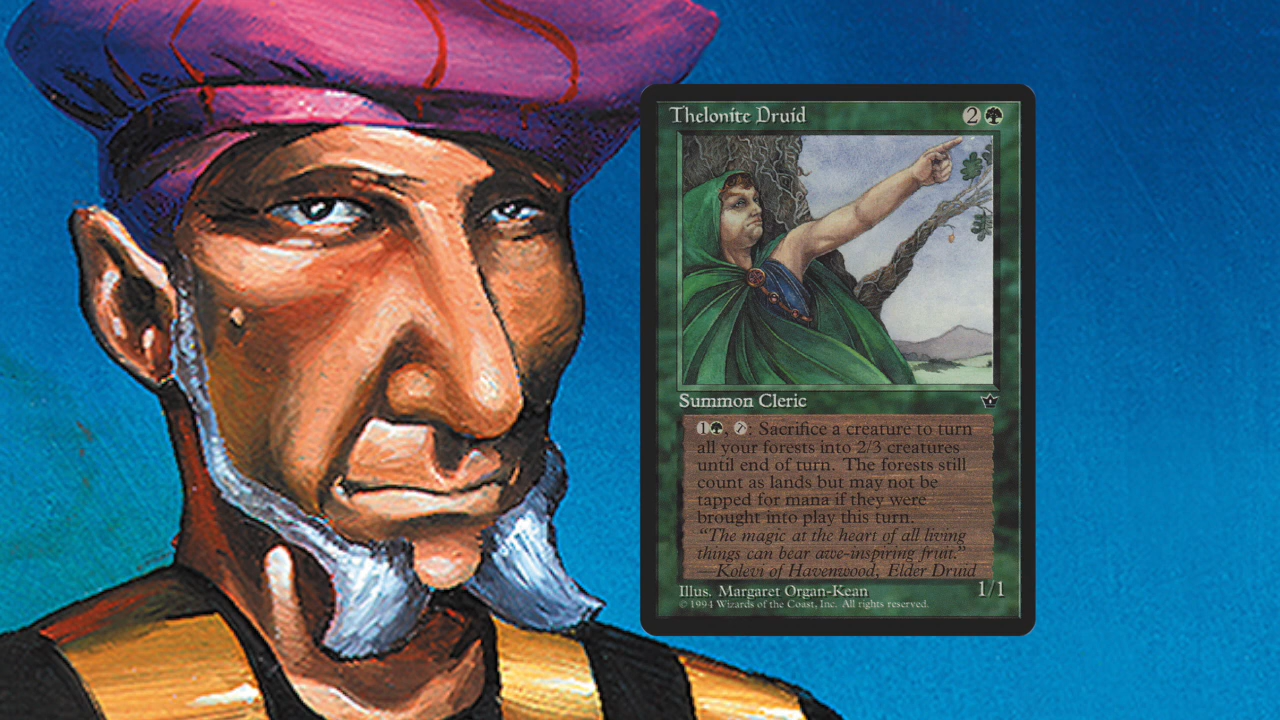 Thelonite Druid 2
Summon Cleric
1, : Sacrifice a creature to turn
all your forests into 2/3 creatures
until end of turn. The forests still
count as lands but may not be
tapped for mana if they were
brought into play this turn.
"The magic at the heart of all living
things can bear awe-inspiring fruit."
—Kolevi of Havenwood, Elder Druid
Illus. Margaret Organ-Kean 1/1
© 1994 Wizards of the Coast, Inc. All rights reserved.